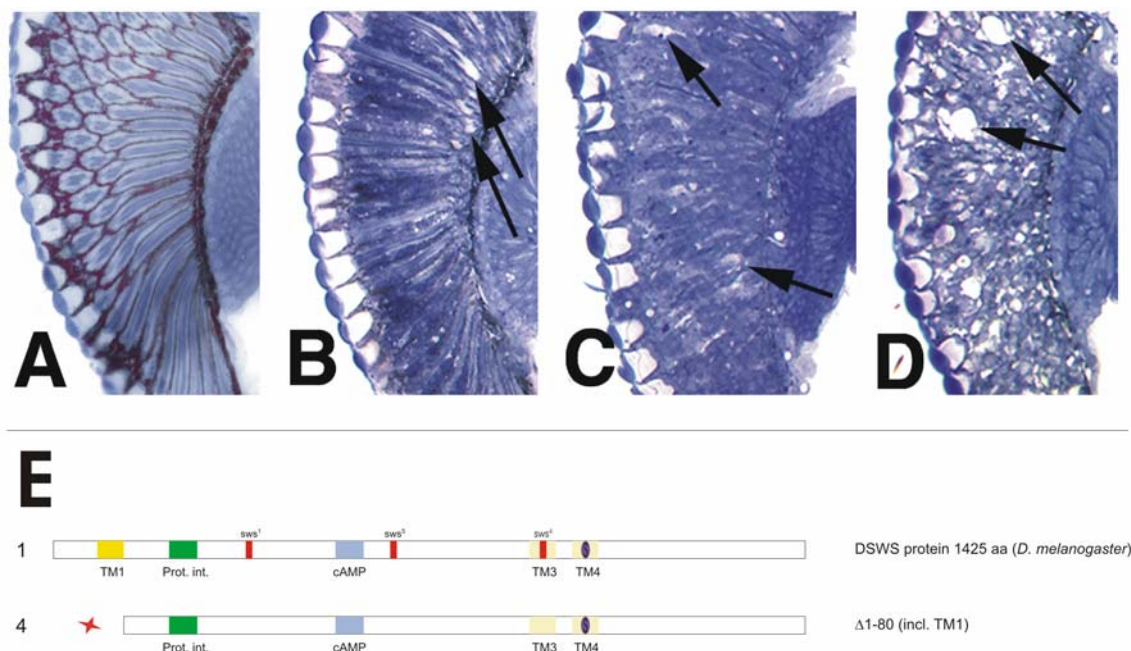 A B C D
E
sws¹ sws⁵ sws⁴
1 DSWS protein 1425 aa (D. melanogaster)
TM1 Prot. int. cAMP TM3 TM4
4 Δ1-80 (incl. TM1)
Prot. int. cAMP TM3 TM4